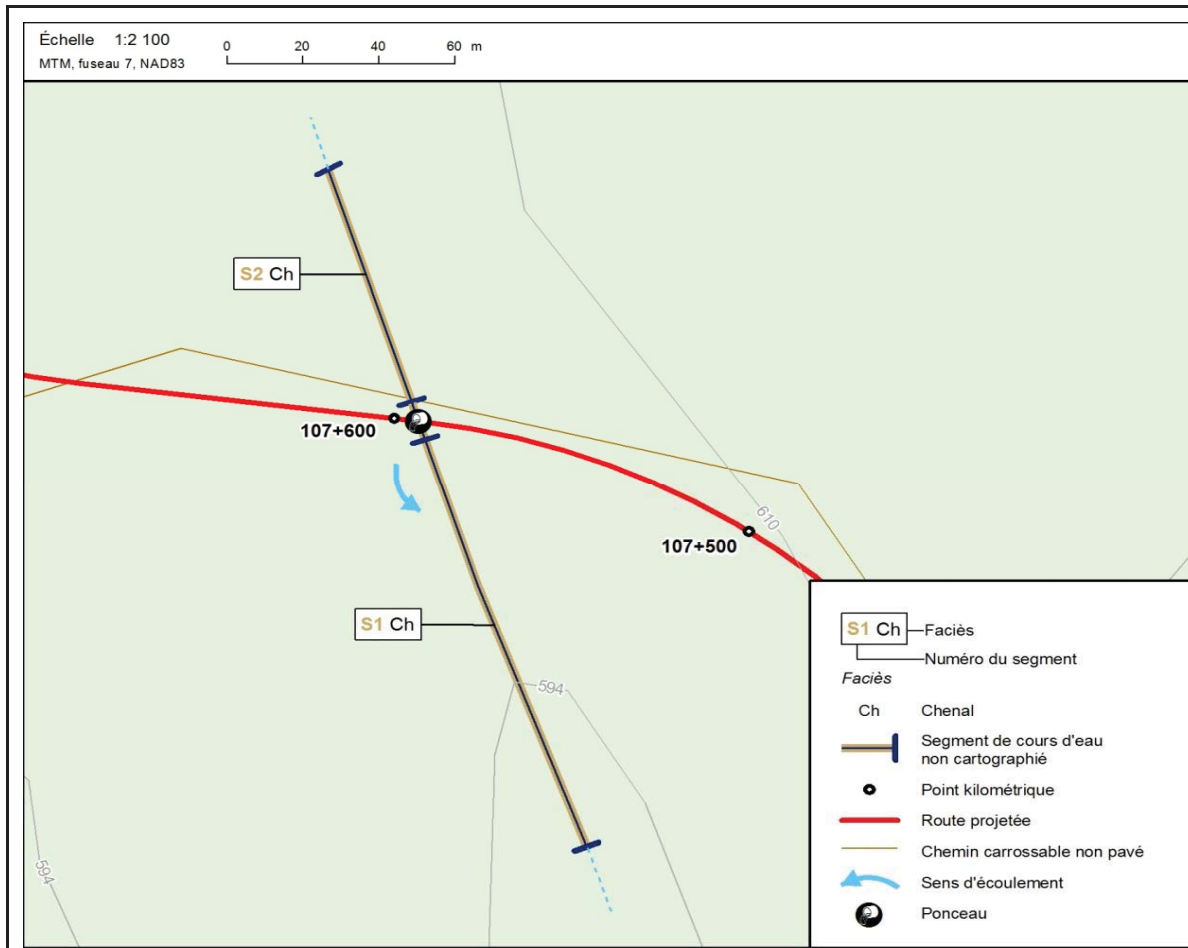 Échelle 1:2 100
0 20 40 60 m
MTM, fuseau 7, NAD83
S2 Ch
107+600
610
107+500
S1 Ch
594
594
S1 Ch Faciès
Numéro du segment
Faciès
Ch Chenal
Segment de cours d'eau
non cartographié
Point kilométrique
Route projetée
Chemin carrossable non pavé
Sens d'écoulement
Ponceau